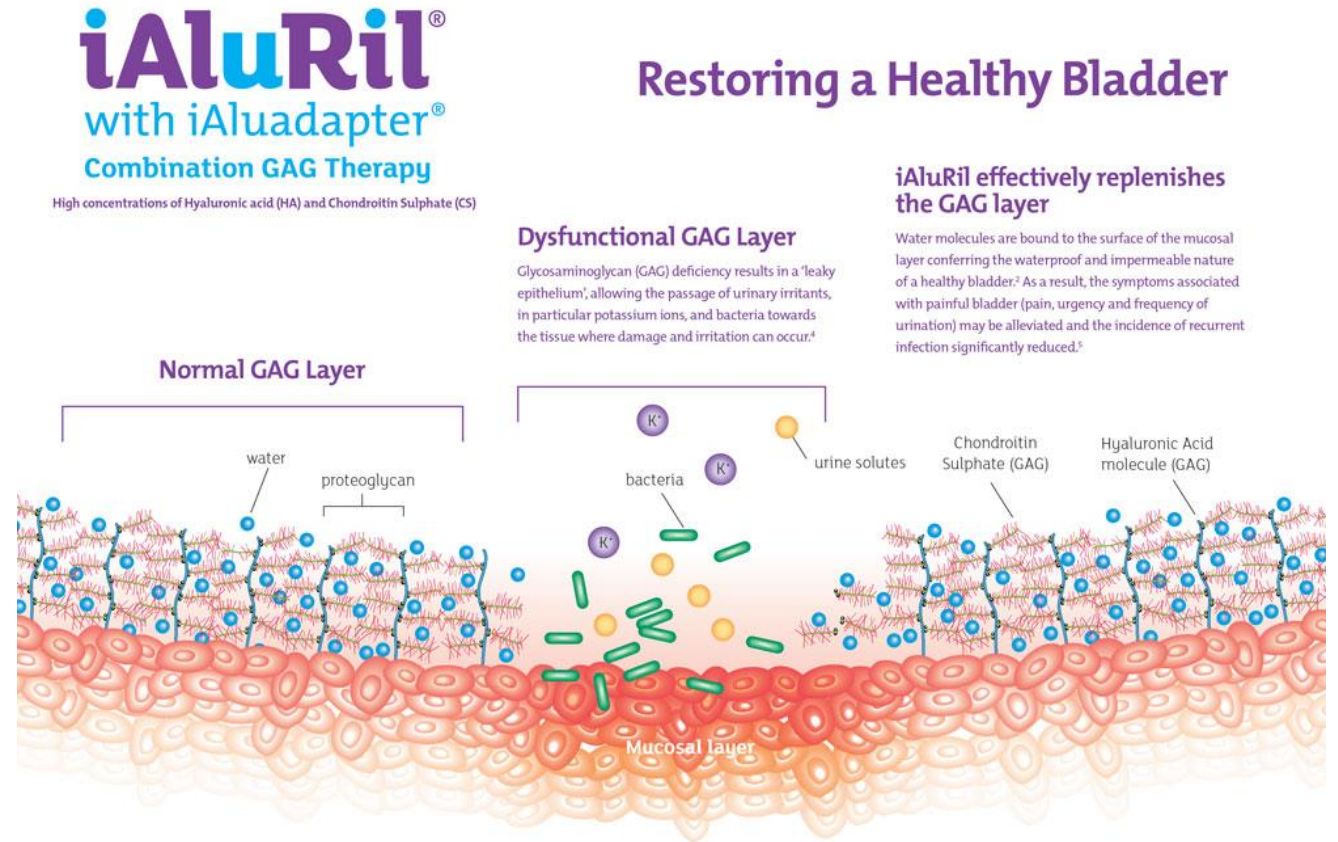 iAluRil®
with iAluadapter®
Combination GAG Therapy
High concentrations of Hyaluronic acid (HA) and Chondroitin Sulphate (CS)
Restoring a Healthy Bladder
Normal GAG Layer
Dysfunctional GAG Layer
Glycosaminoglycan (GAG) deficiency results in a 'leaky
epithelium', allowing the passage of urinary irritants,
in particular potassium ions, and bacteria towards
the tissue where damage and irritation can occur.⁴
iAluRil effectively replenishes
the GAG layer
Water molecules are bound to the surface of the mucosal
layer conferring the waterproof and impermeable nature
of a healthy bladder.² As a result, the symptoms associated
with painful bladder (pain, urgency and frequency of
urination) may be alleviated and the incidence of recurrent
infection significantly reduced.⁵
water
proteoglycan
K⁺
K⁺
K⁺
bacteria
urine solutes
Chondroitin
Sulphate (GAG)
Hyaluronic Acid
molecule (GAG)
Mucosal layer